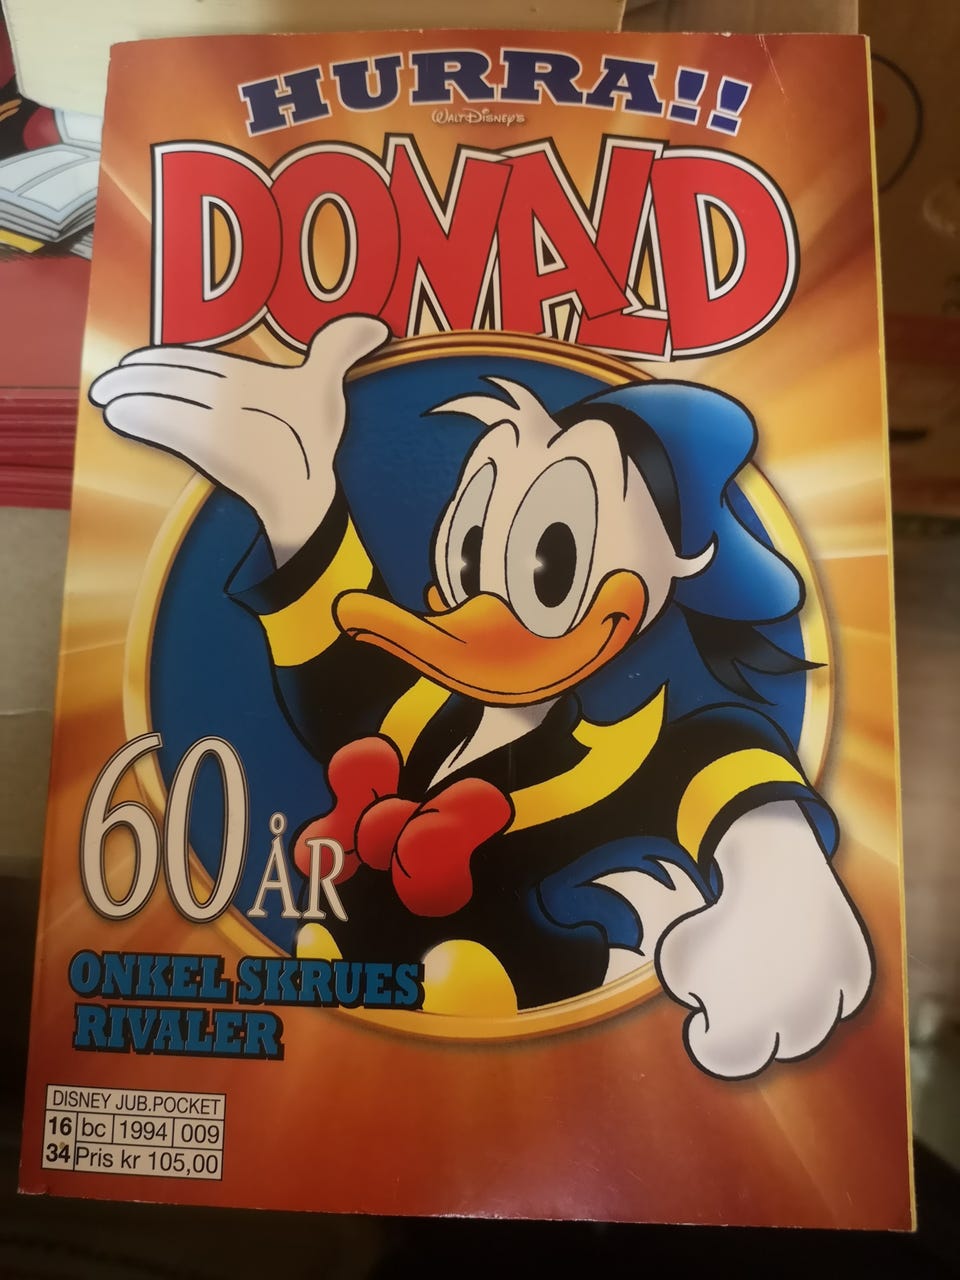 HURRA!!
WALT DISNEY'S
DONALD
60 ÅR
ONKEL SKRUES
RIVALER
DISNEY JUB.POCKET
16 bc 1994 009
34 Pris kr 105,00